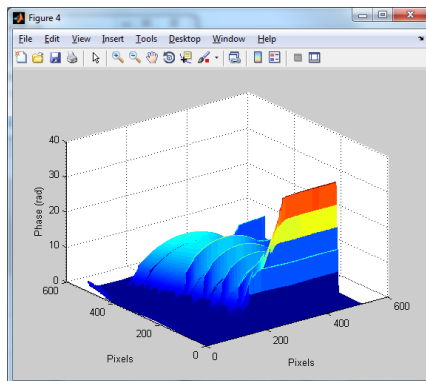 Figure 4
File Edit View Insert Tools Desktop Window Help
40
30
20
10
0
Phase (rad)
600
400
200
0
Pixels
0
200
400
600
Pixels